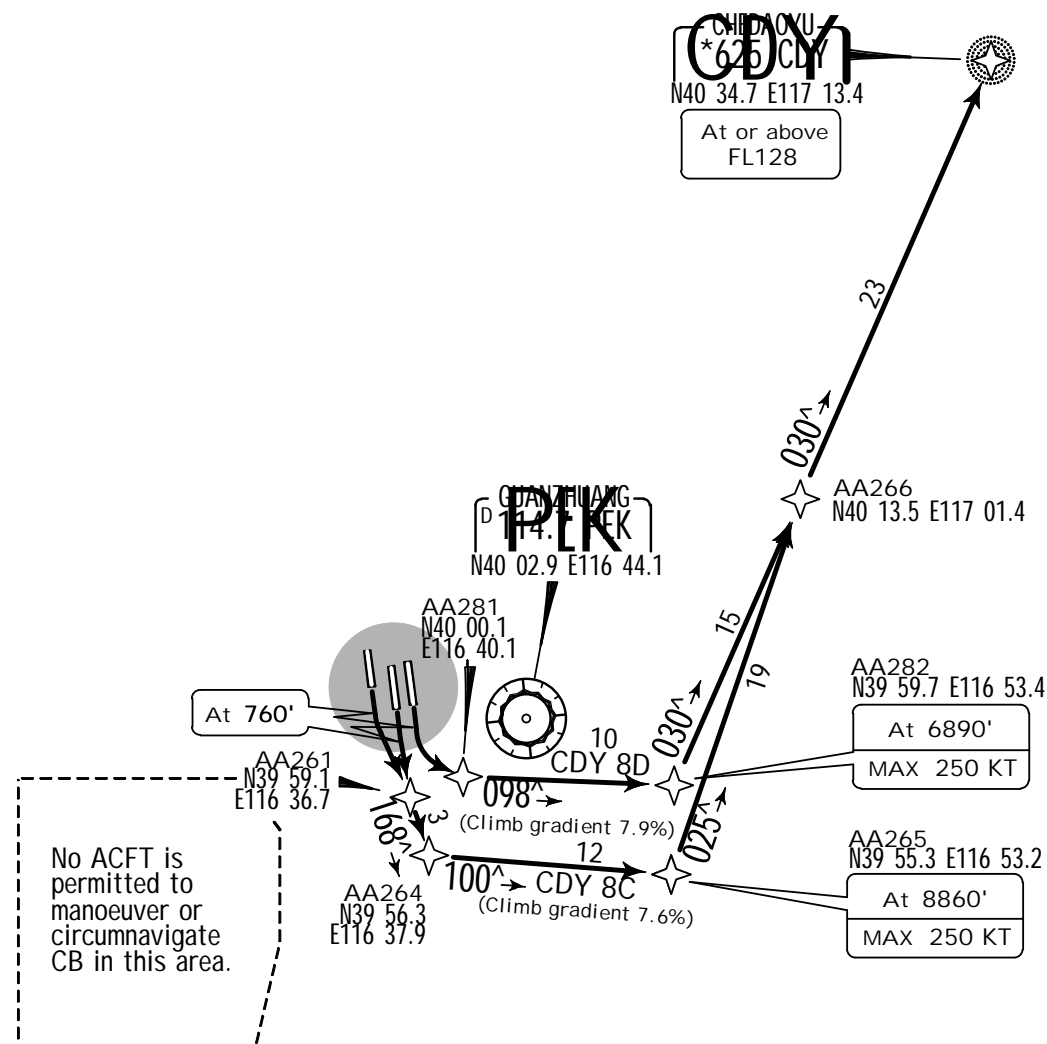 CHEDAOYU
CDY
*625 CDY
N40 34.7 E117 13.4
At or above
FL128
23
030^
AA266
N40 13.5 E117 01.4
GUANZHUANG
PEK
D 114.7 PEK
N40 02.9 E116 44.1
AA281
N40 00.1
E116 40.1
15
19
AA282
N39 59.7 E116 53.4
At 6890'
MAX 250 KT
At 760'
030^
10
CDY 8D
098^
(Climb gradient 7.9%)
AA261
N39 59.1
E116 36.7
3
168^
025^
AA265
N39 55.3 E116 53.2
At 8860'
MAX 250 KT
12
100^
CDY 8C
(Climb gradient 7.6%)
AA264
N39 56.3
E116 37.9
No ACFT is
permitted to
manoeuver or
circumnavigate
CB in this area.